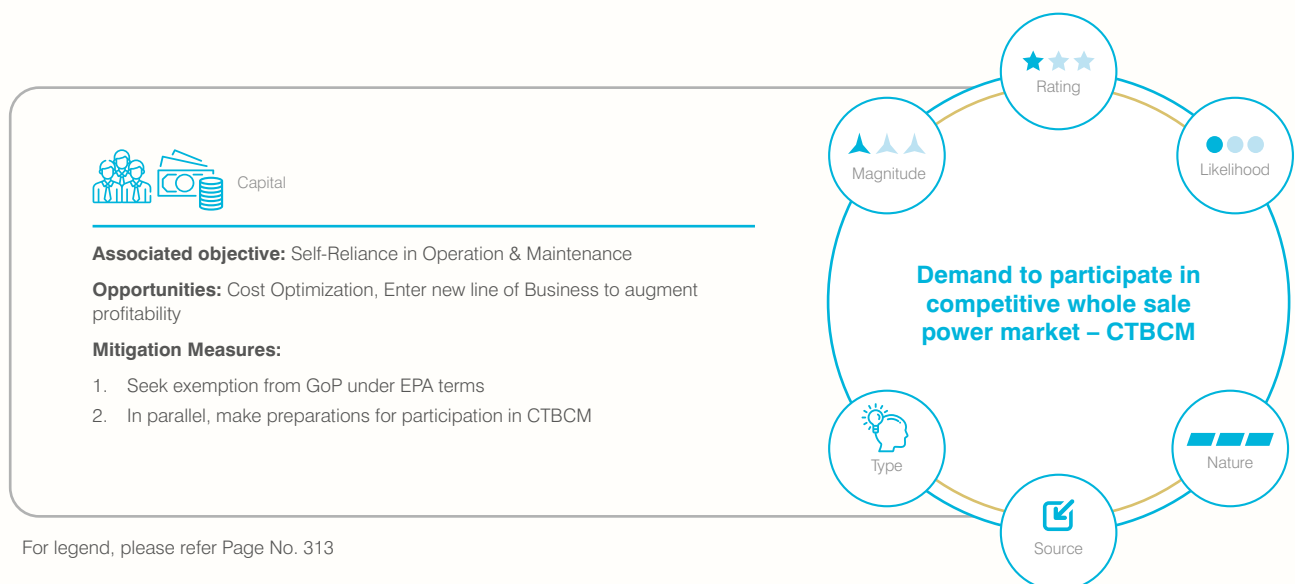 Capital
Associated objective: Self-Reliance in Operation & Maintenance
Opportunities: Cost Optimization, Enter new line of Business to augment
profitability
Mitigation Measures:
1. Seek exemption from GoP under EPA terms
2. In parallel, make preparations for participation in CTBCM
Rating
Magnitude
Likelihood
Demand to participate in
competitive whole sale
power market – CTBCM
Type
Nature
Source
For legend, please refer Page No. 313